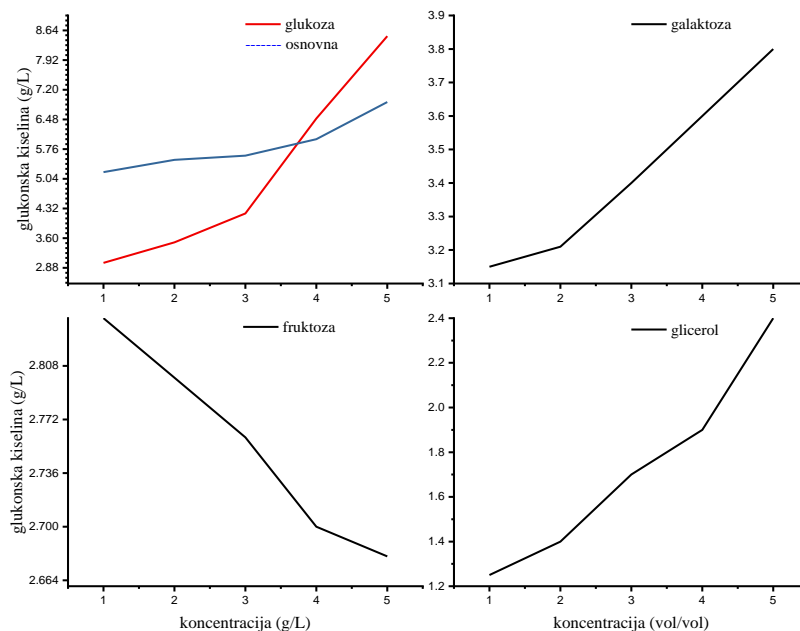 glukoza
osnovna
glukonska kiselina (g/L)
8.64
7.92
7.20
6.48
5.76
5.04
4.32
3.60
2.88
1 2 3 4 5
galaktoza
3.9
3.8
3.7
3.6
3.5
3.4
3.3
3.2
3.1
1 2 3 4 5
fruktoza
glukonska kiselina (g/L)
2.808
2.772
2.736
2.700
2.664
1 2 3 4 5
koncentracija (g/L)
glicerol
2.4
2.2
2.0
1.8
1.6
1.4
1.2
1 2 3 4 5
koncentracija (vol/vol)